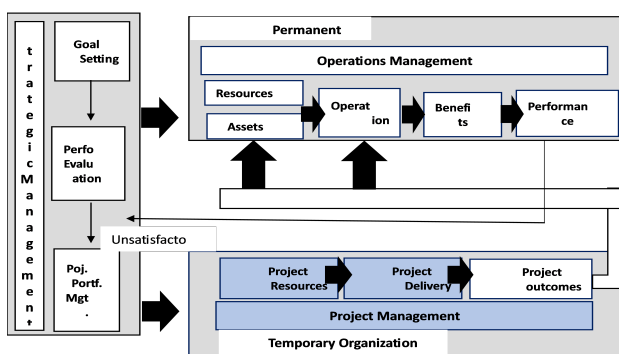 trategicManagement
Goal
Setting
Perfo
Evalu
ation
Poj.
Portf.
Mgt
.
Unsatisfacto
Permanent
Operations Management
Resources
Assets
Operat
ion
Benefi
ts
Performan
ce
Project
Resources
Project
Delivery
Project
outcomes
Project Management
Temporary Organization